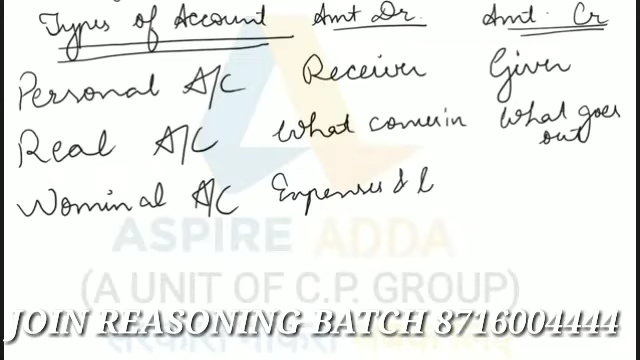 Types of Account Amt Dr. Amt. Cr
Personal A/C Receiver Giver
Real A/C What comes in What goes out
Nominal A/C Expenses & l
ASPIRE ADDA
(A UNIT OF C.P. GROUP)
JOIN REASONING BATCH 8716004444